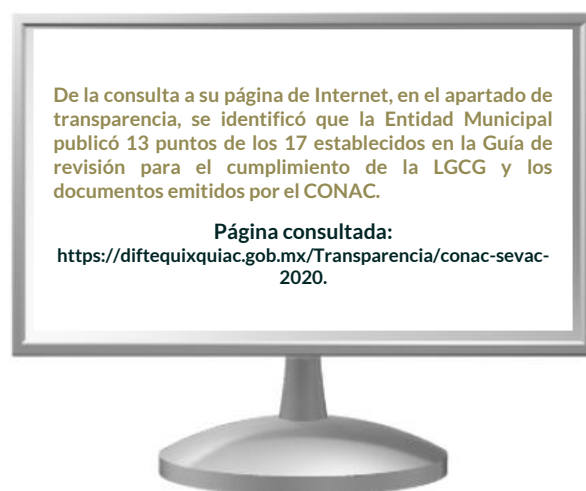 De la consulta a su página de Internet, en el apartado de
transparencia, se identificó que la Entidad Municipal
publicó 13 puntos de los 17 establecidos en la Guía de
revisión para el cumplimiento de la LGCG y los
documentos emitidos por el CONAC.
Página consultada:
https://diftequixquiac.gob.mx/Transparencia/conac-sevac-
2020.